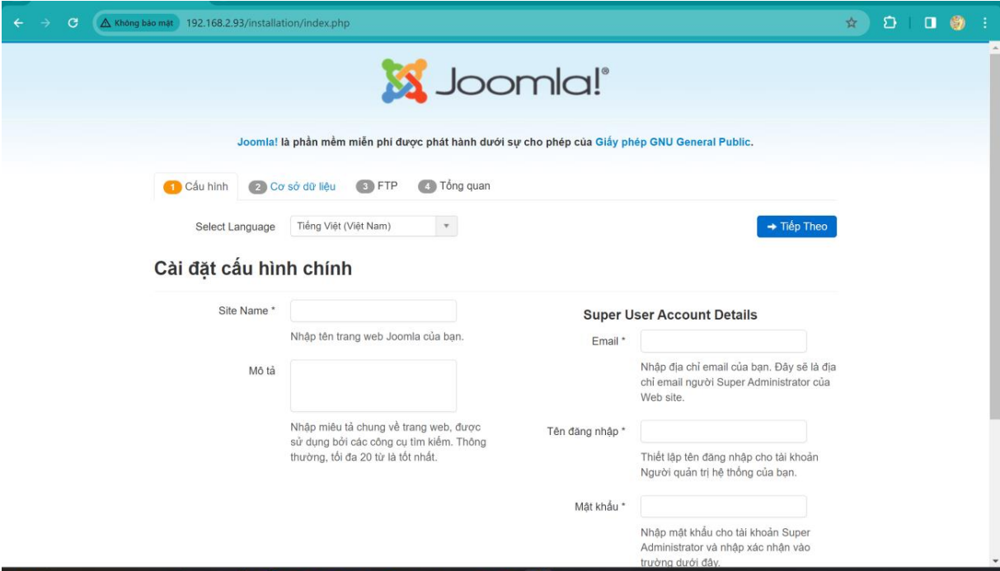 Không bảo mật 192.168.2.93/installation/index.php
Joomla!®
Joomla! là phần mềm miễn phí được phát hành dưới sự cho phép của Giấy phép GNU General Public.
1 Cấu hình 2 Cơ sở dữ liệu 3 FTP 4 Tổng quan
Select Language Tiếng Việt (Việt Nam) Tiếp Theo
Cài đặt cấu hình chính
Site Name *
Nhập tên trang web Joomla của bạn.
Mô tả
Nhập miêu tả chung về trang web, được
sử dụng bởi các công cụ tìm kiếm. Thông
thường, tối đa 20 từ là tốt nhất.
Super User Account Details
Email *
Nhập địa chỉ email của bạn. Đây sẽ là địa
chỉ email người Super Administrator của
Web site.
Tên đăng nhập *
Thiết lập tên đăng nhập cho tài khoản
Người quản trị hệ thống của bạn.
Mật khẩu *
Nhập mật khẩu cho tài khoản Super
Administrator và nhập xác nhận vào
trường dưới đây.